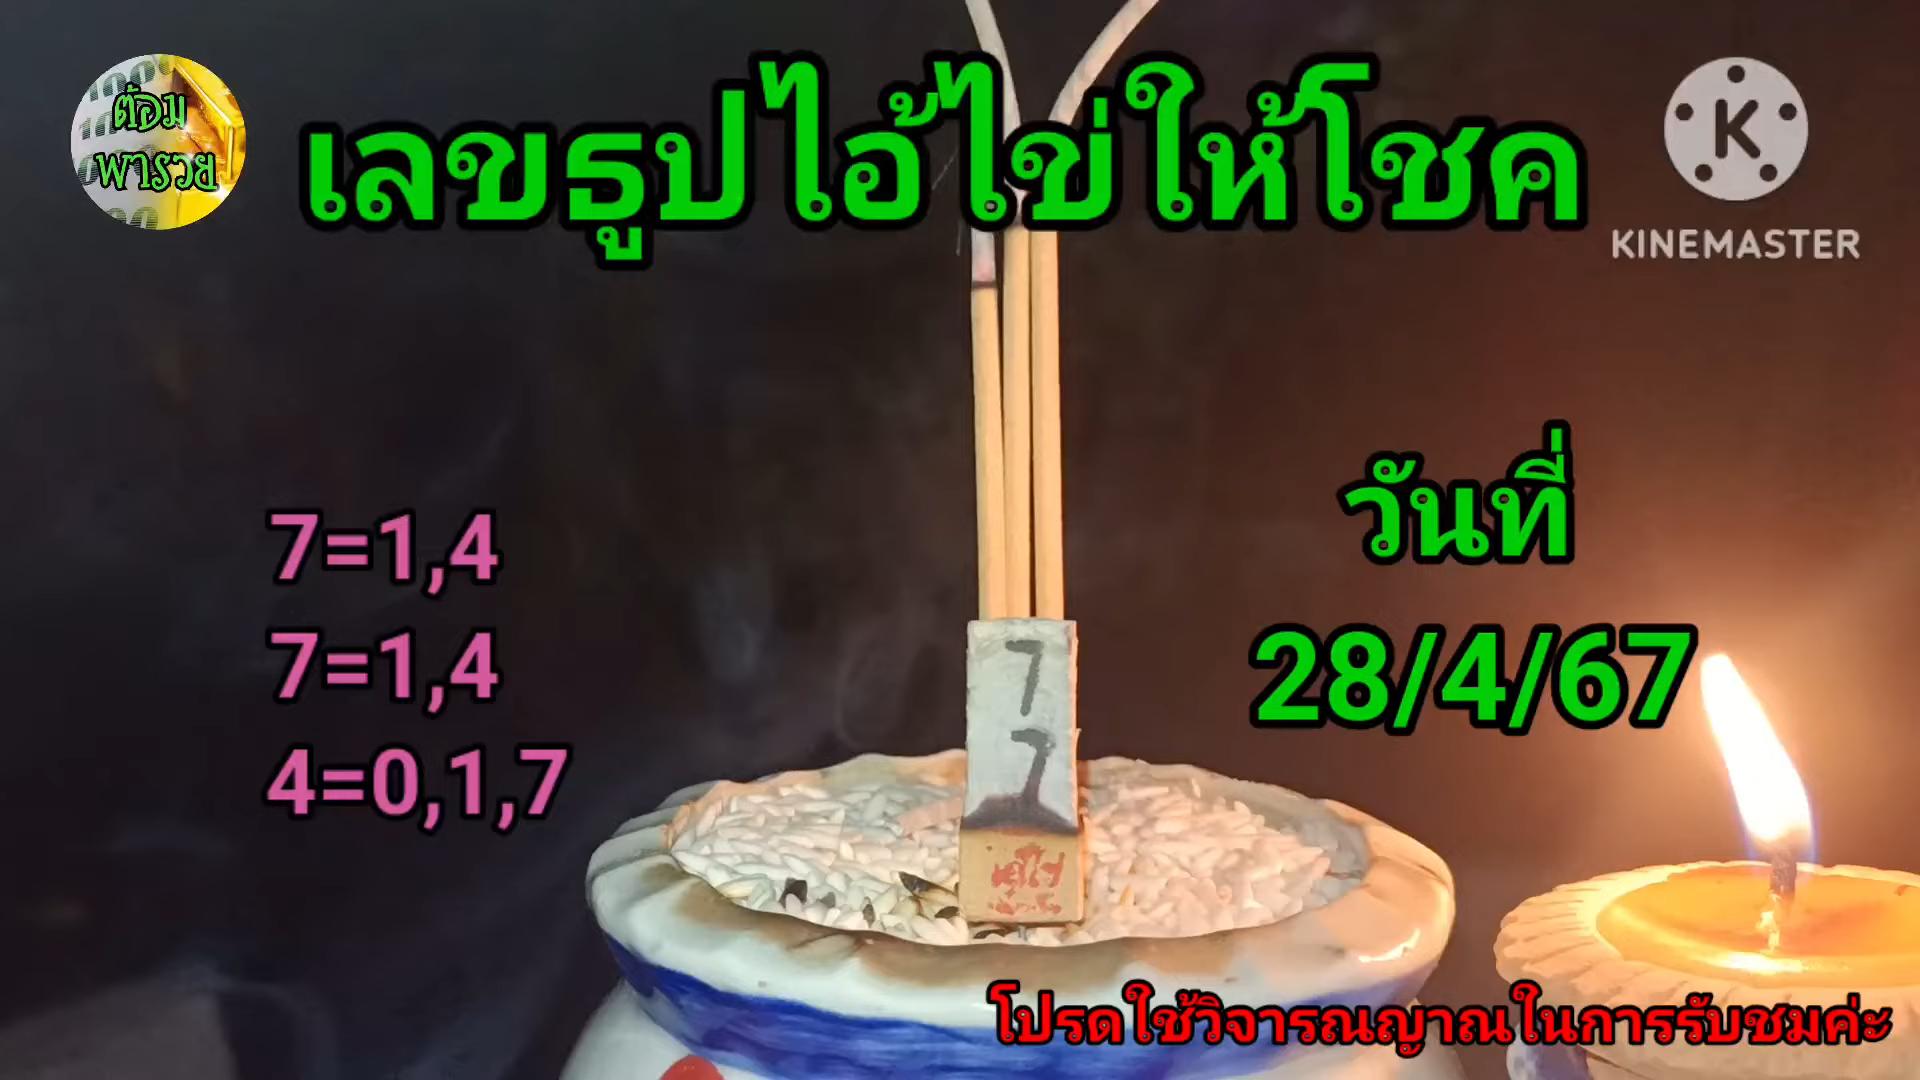 ต้อม
พารวย
เลขธูปไอ้ไข่ให้โชค
K
KINEMASTER
7=1,4
7=1,4
4=0,1,7
วันที่
28/4/67
7
7
โปรดใช้วิจารณญาณในการรับชมค่ะ